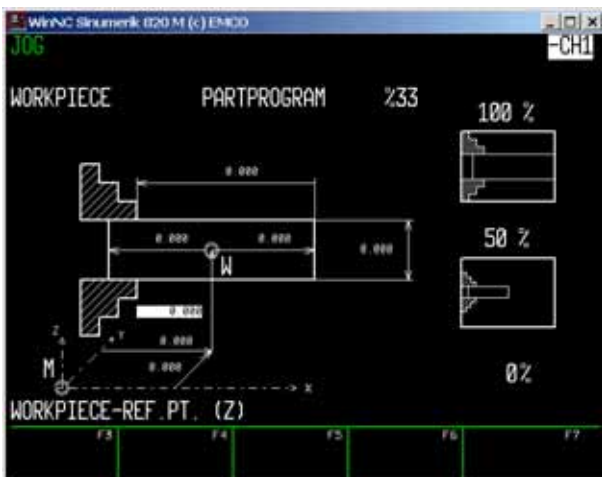 WinNC Sinumerik 820 M (c) EMCO
JOG
-CH1
WORKPIECE PARTPROGRAM %33
100 %
0.000
0.000 0.000 0.000
50 %
W
0.000
Z Y 0.000
M 0.000 X
0%
WORKPIECE-REF.PT. (Z)
F3 F4 F5 F6 F7